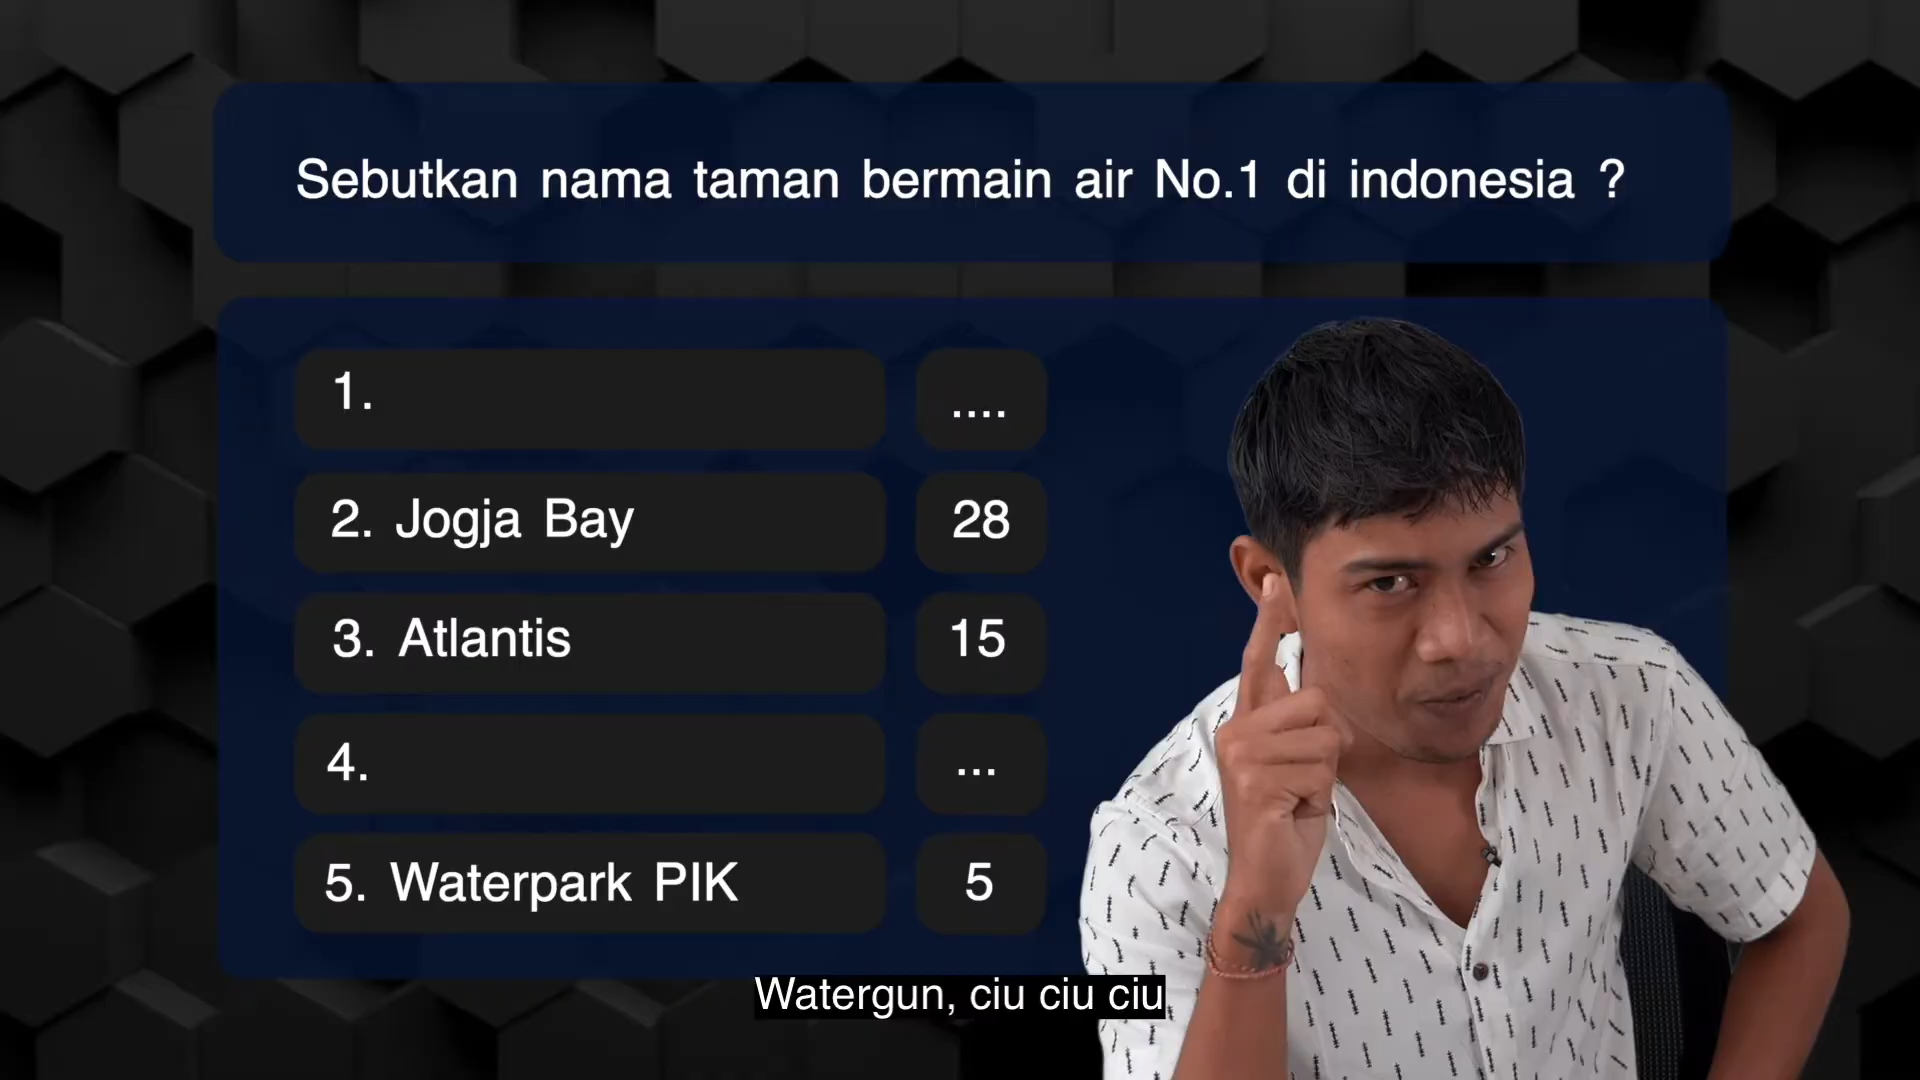 Sebutkan nama taman bermain air No.1 di indonesia ?
1. ....
2. Jogja Bay 28
3. Atlantis 15
4. ...
5. Waterpark PIK 5
Watergun, ciu ciu ciu